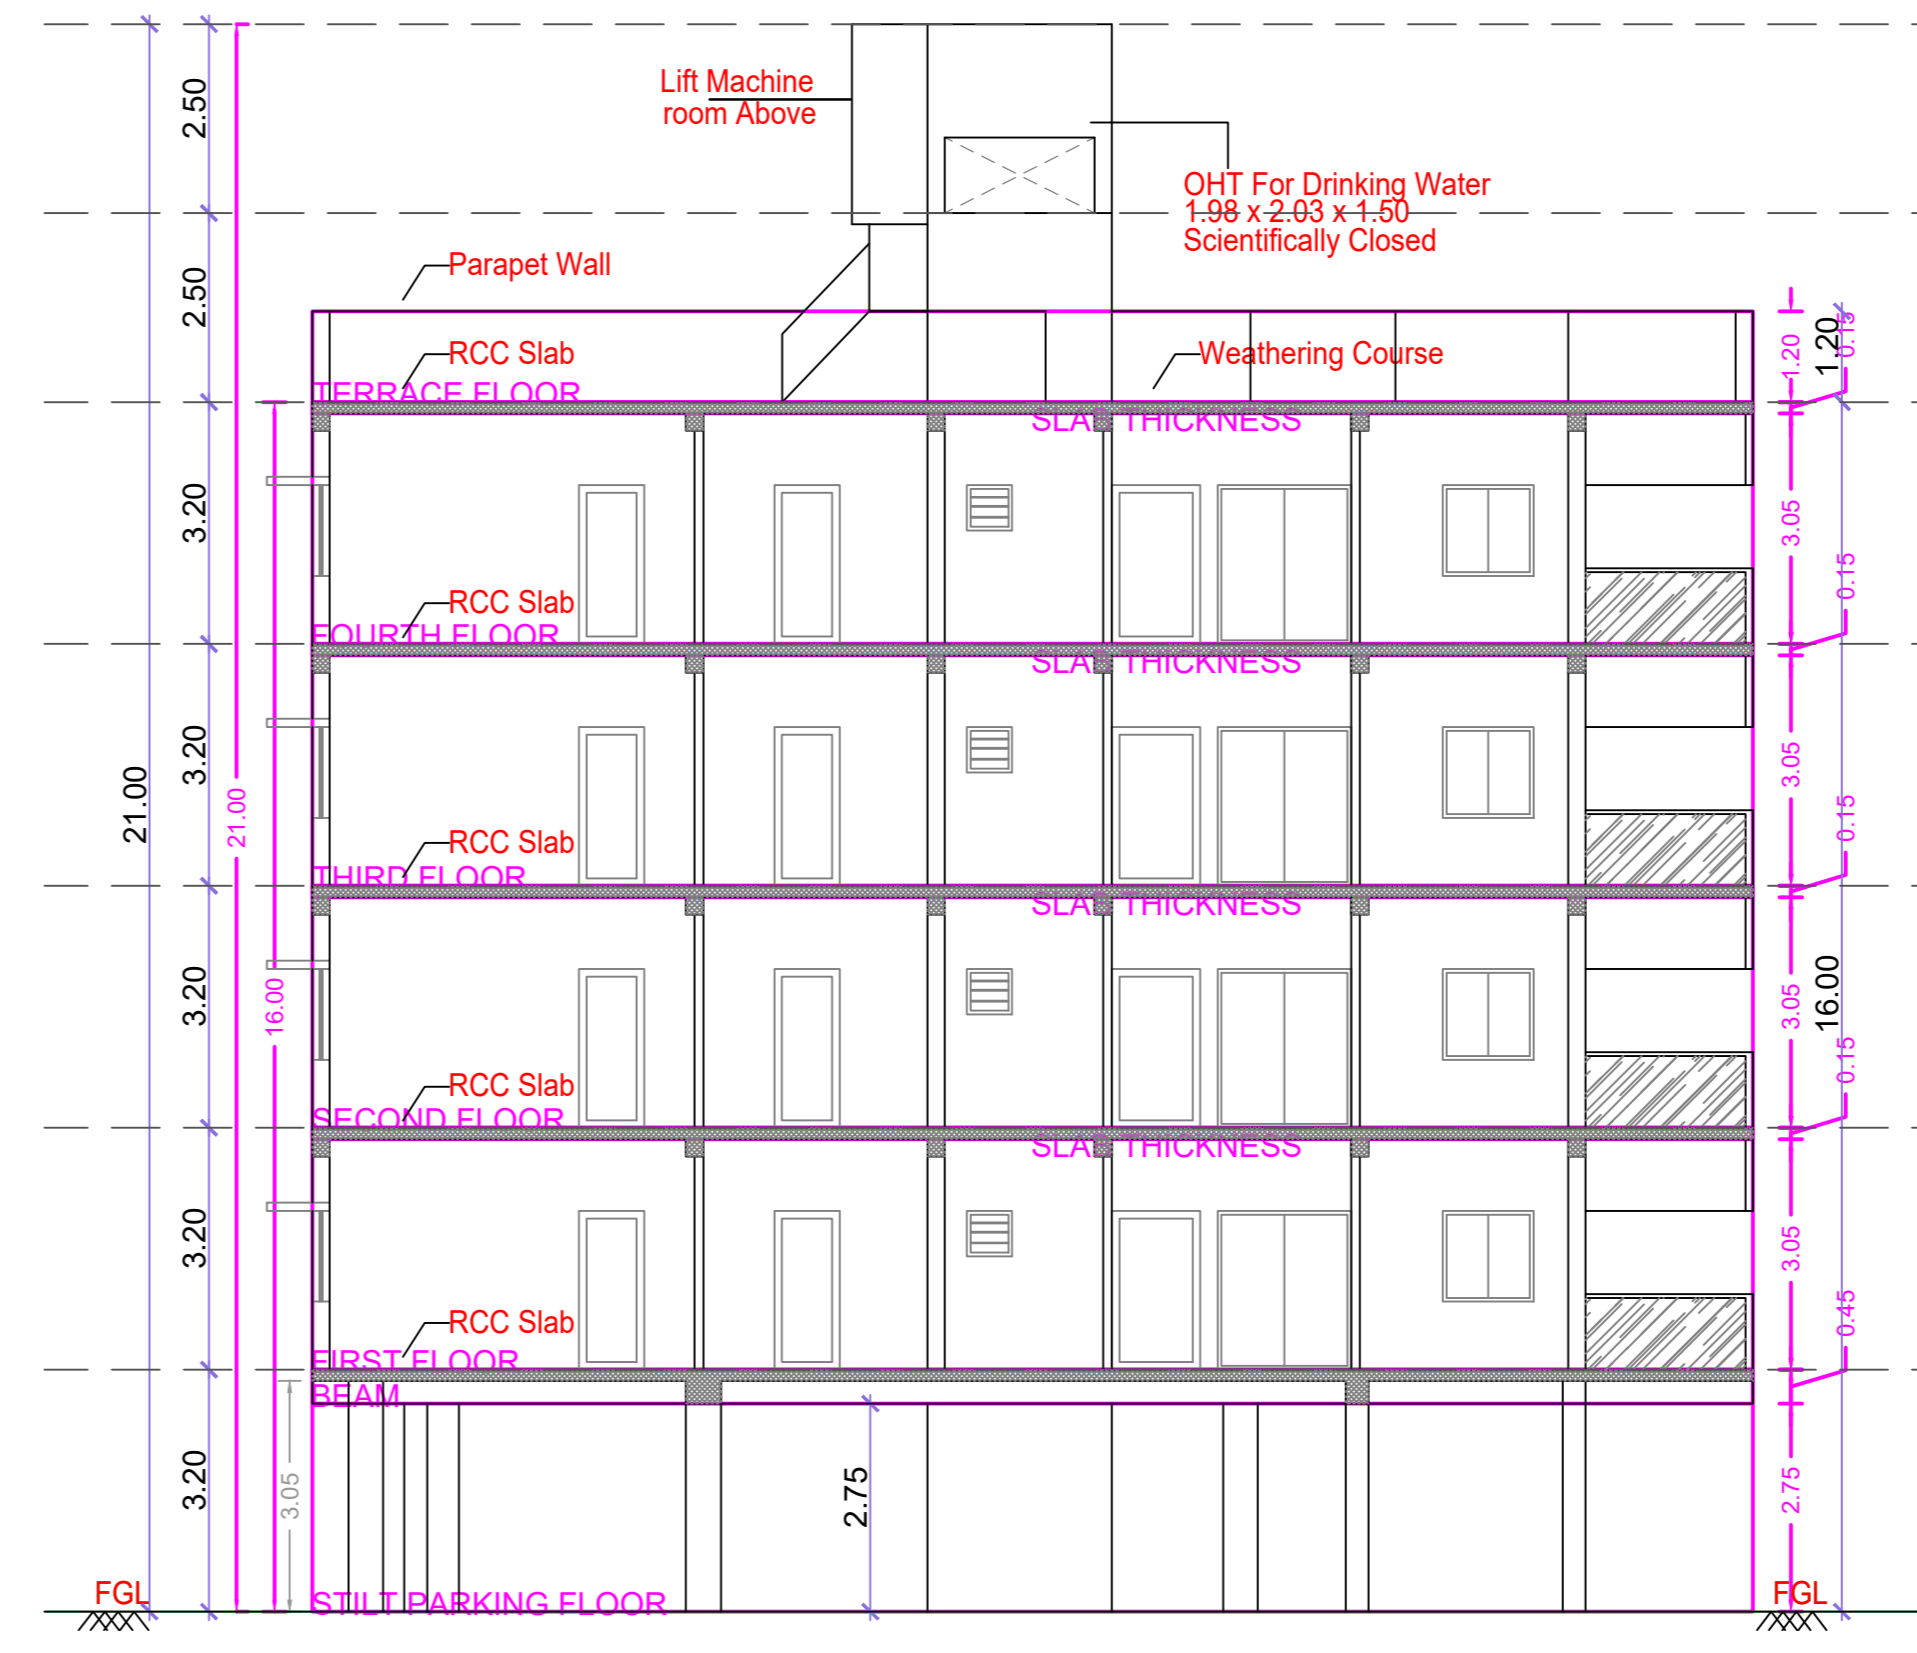 Lift Machine
room Above
2.50
OHT For Drinking Water
1.98 x 2.03 x 1.50
Scientifically Closed
Parapet Wall
2.50
RCC Slab
Weathering Course
1.20
1.20
0.15
TERRACE FLOOR
SLAB THICKNESS
3.20
3.05
0.15
RCC Slab
FOURTH FLOOR
SLAB THICKNESS
3.20
3.05
21.00
21.00
0.15
RCC Slab
THIRD FLOOR
SLAB THICKNESS
3.20
16.00
3.05
16.00
0.15
RCC Slab
SECOND FLOOR
SLAB THICKNESS
3.20
3.05
0.45
RCC Slab
FIRST FLOOR
BEAM
3.20
3.05
2.75
2.75
FGL
FGL
STILT PARKING FLOOR